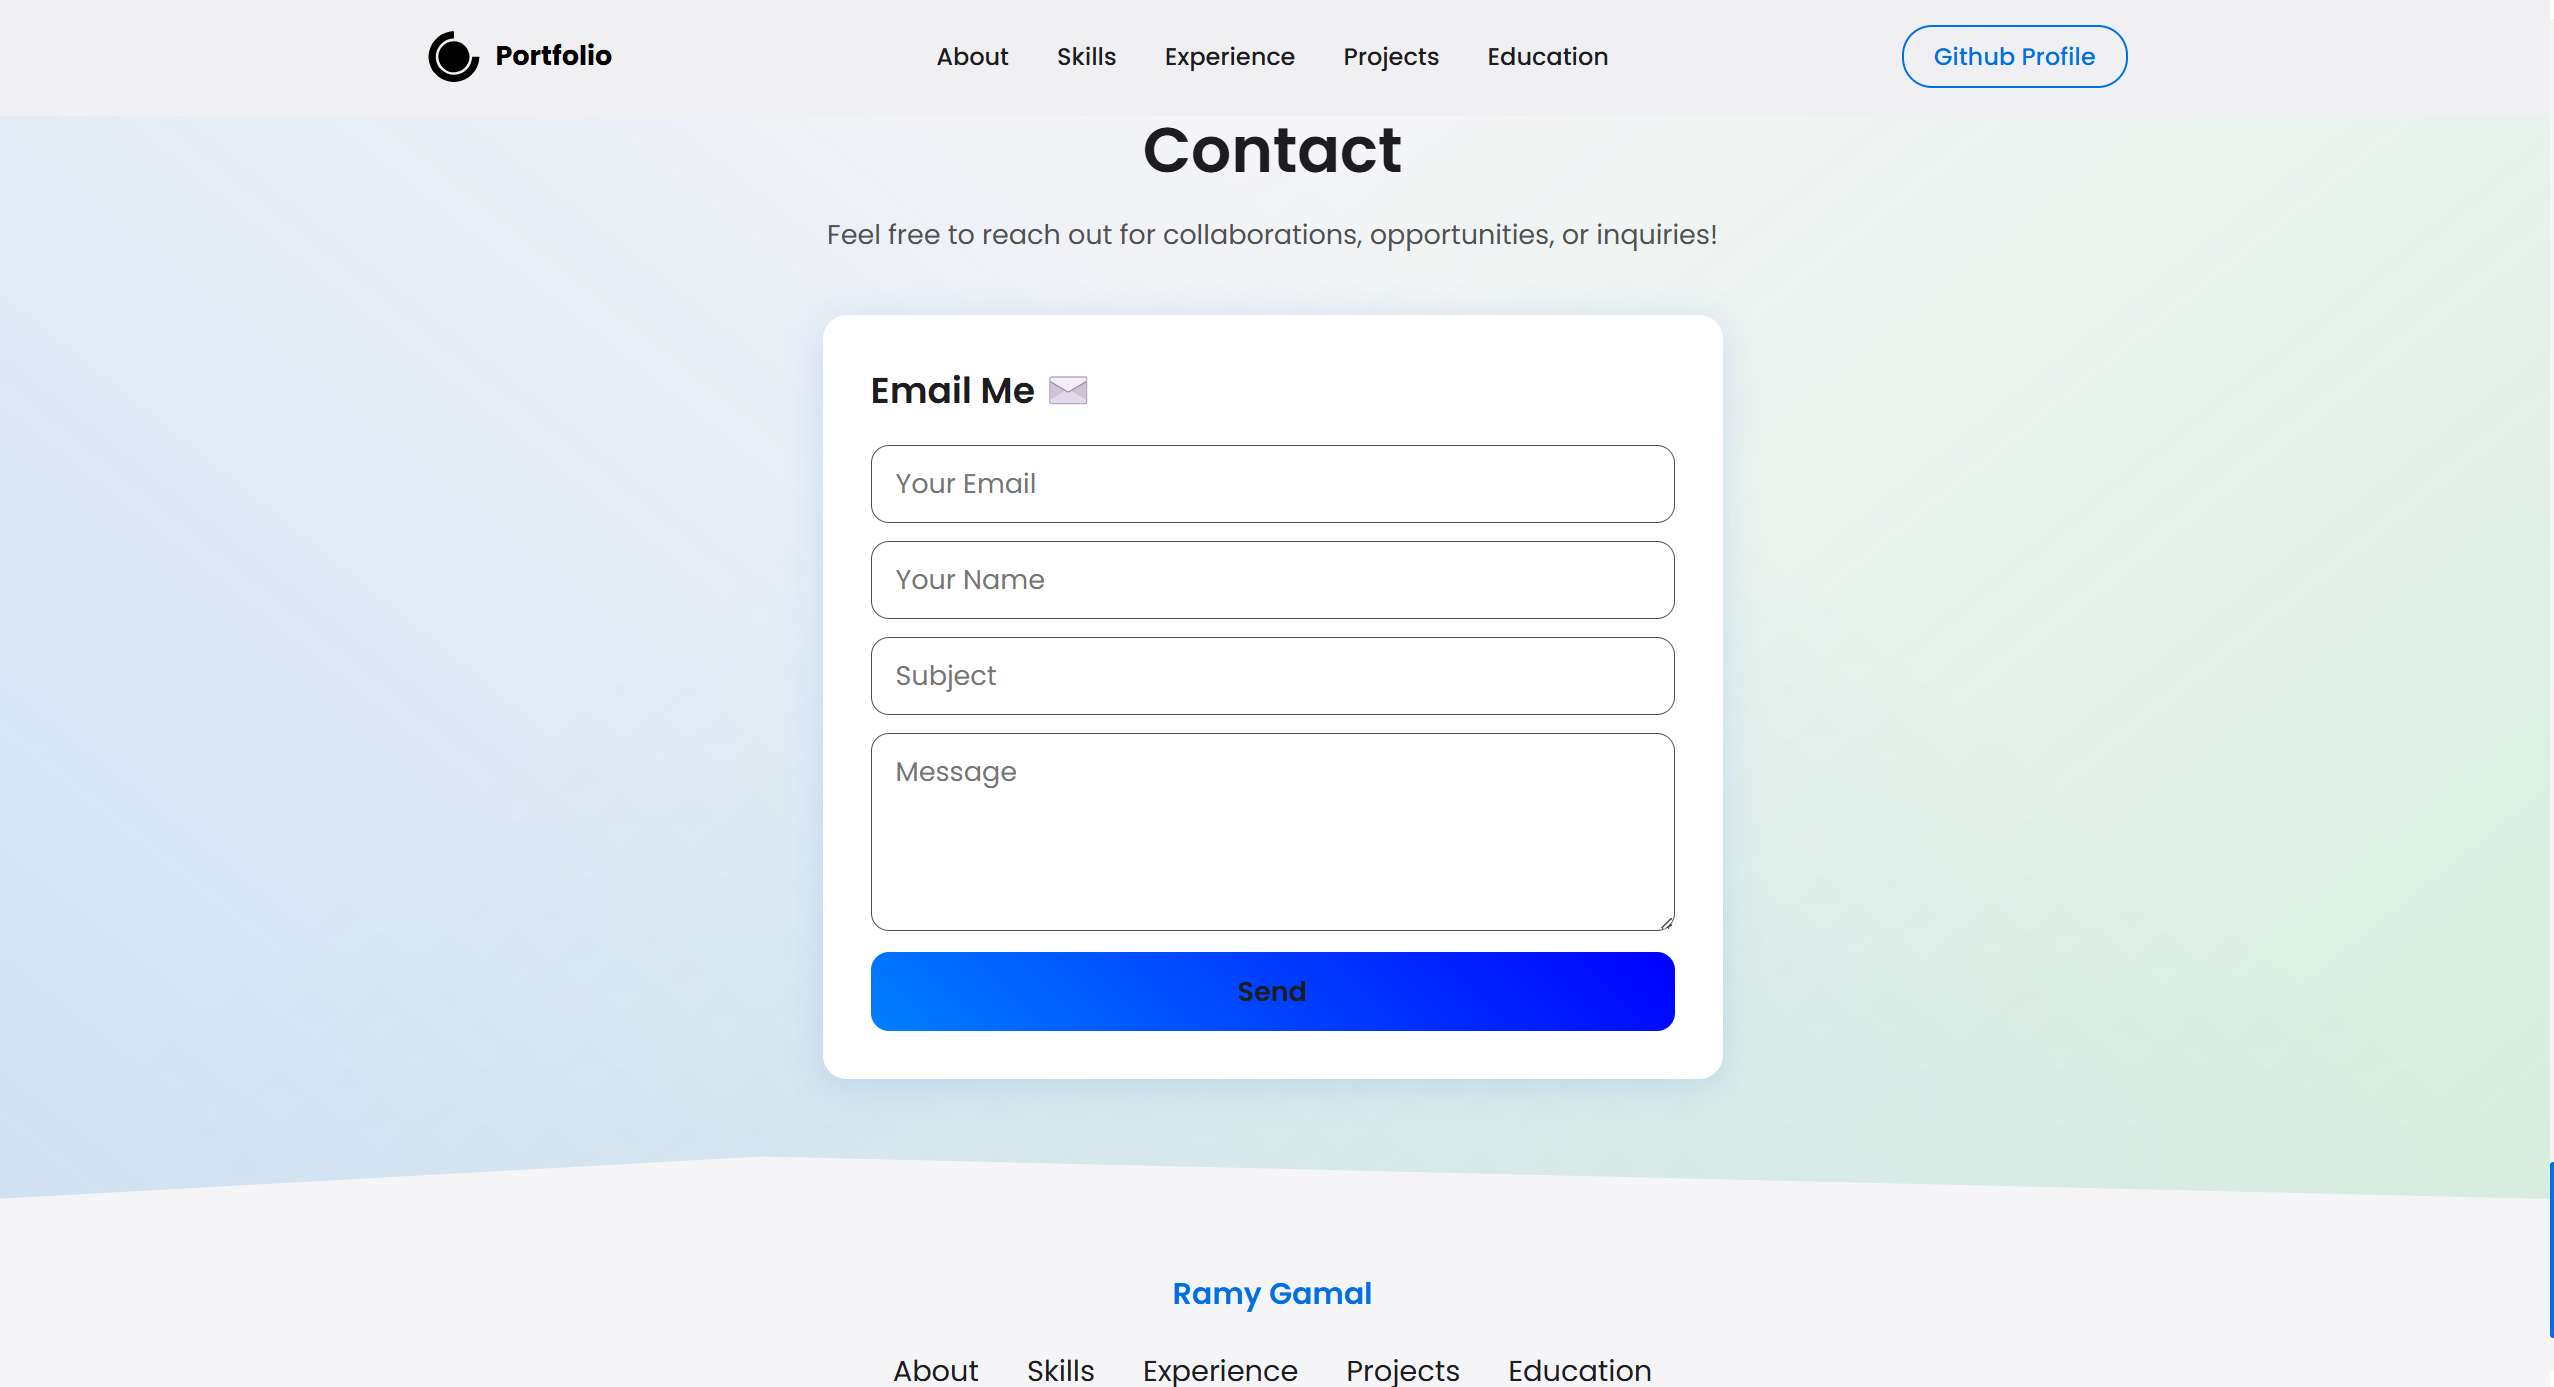 Portfolio
About Skills Experience Projects Education
Github Profile
Contact
Feel free to reach out for collaborations, opportunities, or inquiries!
Email Me
Your Email
Your Name
Subject
Message
Send
Ramy Gamal
About Skills Experience Projects Education